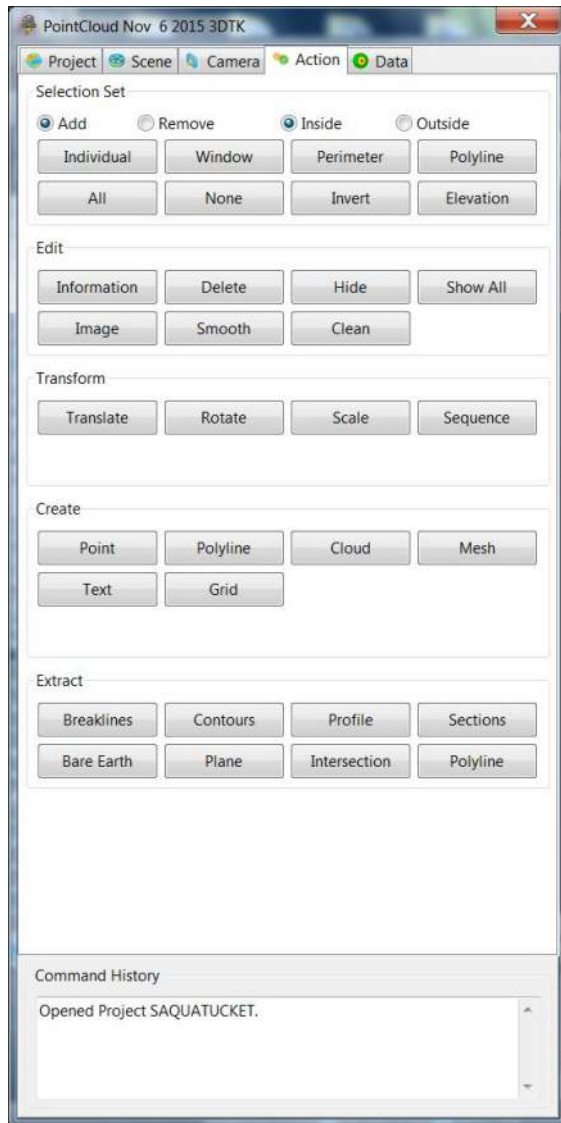 PointCloud Nov 6 2015 3DTK
Project Scene Camera Action Data
Selection Set
Add Remove Inside Outside
Individual Window Perimeter Polyline
All None Invert Elevation
Edit
Information Delete Hide Show All
Image Smooth Clean
Transform
Translate Rotate Scale Sequence
Create
Point Polyline Cloud Mesh
Text Grid
Extract
Breaklines Contours Profile Sections
Bare Earth Plane Intersection Polyline
Command History
Opened Project SAQUATUCKET.